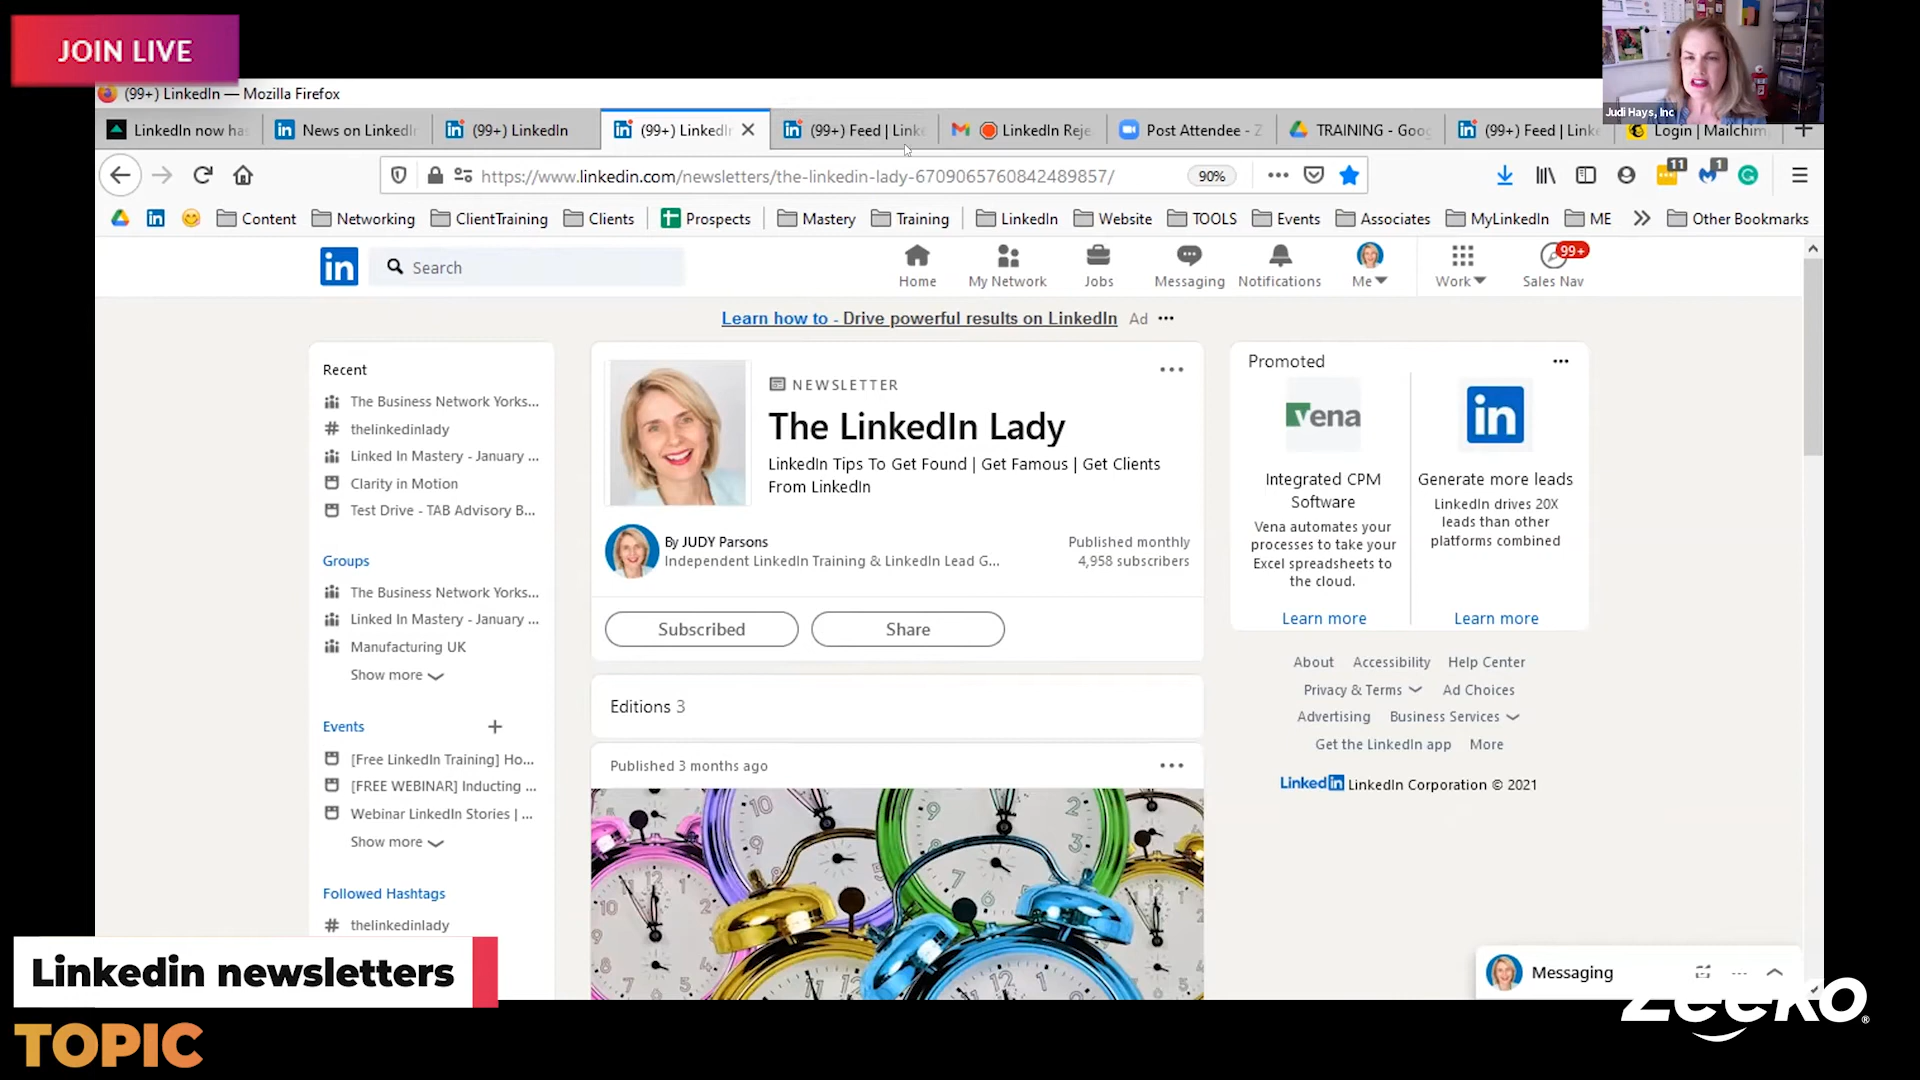 JOIN LIVE
Judi Hays, Inc
(99+) LinkedIn — Mozilla Firefox
LinkedIn now has
News on LinkedIn
(99+) LinkedIn
(99+) LinkedIn
(99+) Feed | Linke
LinkedIn Reje
Post Attendee - Z
TRAINING - Goog
(99+) Feed | Linke
Login | Mailchim
https://www.linkedin.com/newsletters/the-linkedin-lady-6709065760842489857/
90%
11
1
Content
Networking
ClientTraining
Clients
Prospects
Mastery
Training
LinkedIn
Website
TOOLS
Events
Associates
MyLinkedIn
ME
Other Bookmarks
in
Search
Home
My Network
Jobs
Messaging
Notifications
Me
Work
99+
Sales Nav
Learn how to - Drive powerful results on LinkedIn Ad
Recent
The Business Network Yorks...
# thelinkedinlady
Linked In Mastery - January ...
Clarity in Motion
Test Drive - TAB Advisory B...
Groups
The Business Network Yorks...
Linked In Mastery - January ...
Manufacturing UK
Show more
Events
[Free LinkedIn Training] Ho...
[FREE WEBINAR] Inducting ...
Webinar LinkedIn Stories | ...
Show more
Followed Hashtags
# thelinkedinlady
NEWSLETTER
The LinkedIn Lady
LinkedIn Tips To Get Found | Get Famous | Get Clients
From LinkedIn
By JUDY Parsons
Independent LinkedIn Training & LinkedIn Lead G...
Published monthly
4,958 subscribers
Subscribed
Share
Editions 3
Published 3 months ago
Promoted
vena
Integrated CPM
Software
Vena automates your
processes to take your
Excel spreadsheets to
the cloud.
Learn more
in
Generate more leads
LinkedIn drives 20X
leads than other
platforms combined
Learn more
About Accessibility Help Center
Privacy & Terms Ad Choices
Advertising Business Services
Get the LinkedIn app More
LinkedIn LinkedIn Corporation © 2021
Messaging
Linkedin newsletters
TOPIC
zeeko®